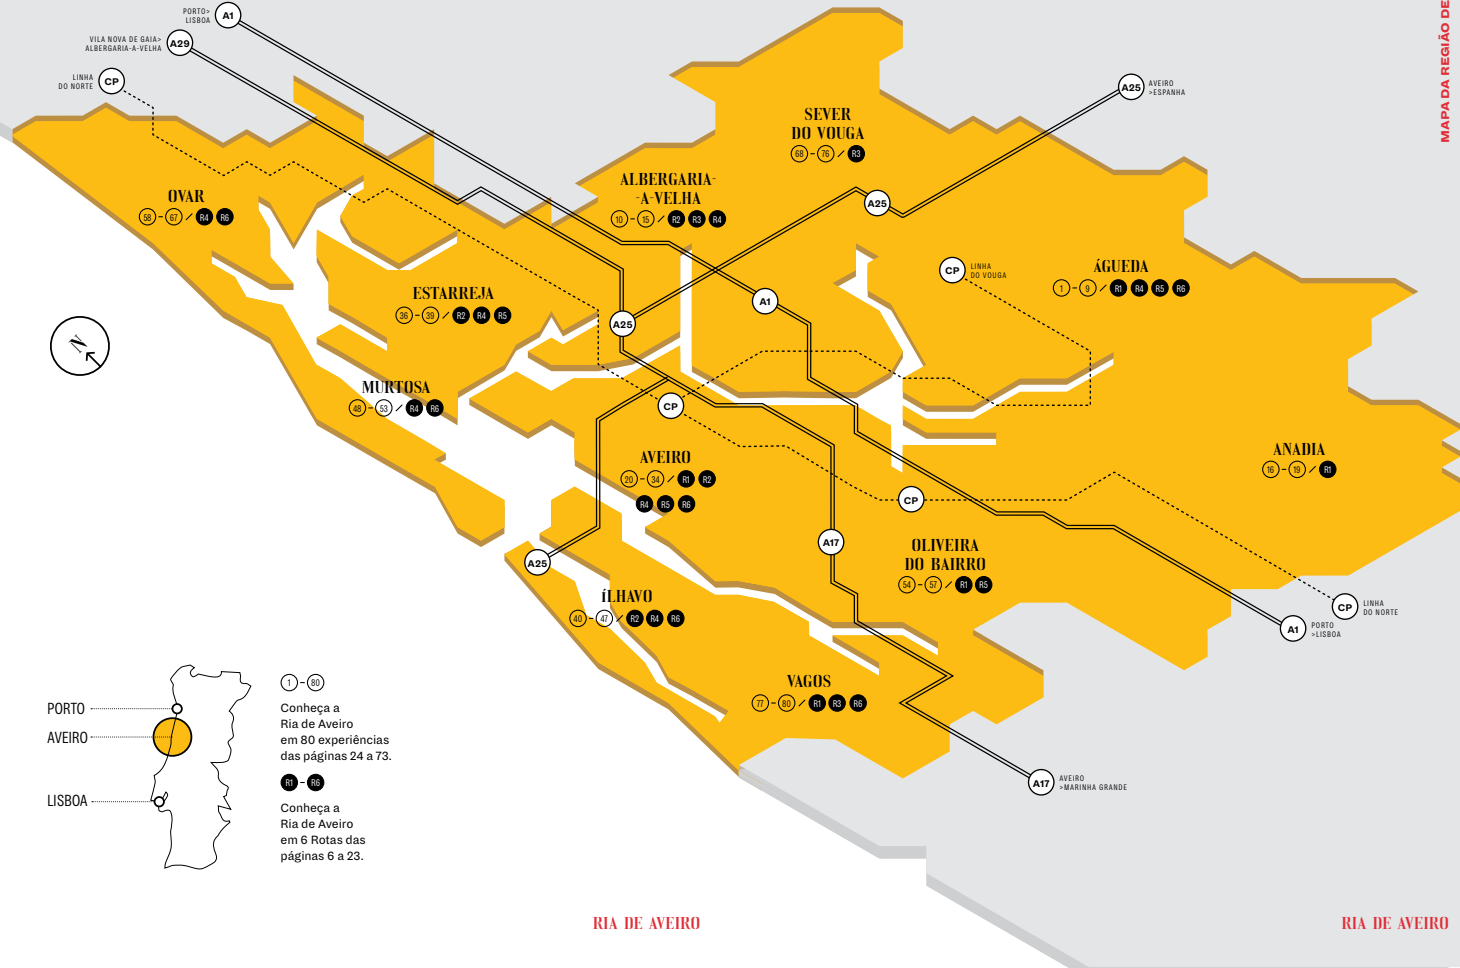 MAPA DA REGIÃO DE
PORTO>
LISBOA
A1
VILA NOVA DE GAIA>
ALBERGARIA-A-VELHA
A29
LINHA
DO NORTE
CP
A25
AVEIRO
>ESPANHA
SEVER
DO VOUGA
68 - 76 / R3
ALBERGARIA-
-A-VELHA
10 - 15 / R2 R3 R4
A25
OVAR
58 - 67 / R4 R6
CP
LINHA
DO VOUGA
ÁGUEDA
1 - 9 / R1 R4 R5 R6
ESTARREJA
36 - 39 / R2 R4 R5
A1
A25
N
MURTOSA
48 - 53 / R4 R6
CP
AVEIRO
20 - 34 / R1 R2
R4 R5 R6
ANADIA
16 - 19 / R1
CP
A17
OLIVEIRA
DO BAIRRO
54 - 57 / R1 R5
A25
ÍLHAVO
40 - 47 / R2 R4 R6
CP
LINHA
DO NORTE
A1
PORTO
>LISBOA
VAGOS
77 - 80 / R1 R3 R6
A17
AVEIRO
>MARINHA GRANDE
PORTO
AVEIRO
LISBOA
1 - 80
Conheça a
Ria de Aveiro
em 80 experiências
das páginas 24 a 73.
R1 - R6
Conheça a
Ria de Aveiro
em 6 Rotas das
páginas 6 a 23.
RIA DE AVEIRO
RIA DE AVEIRO